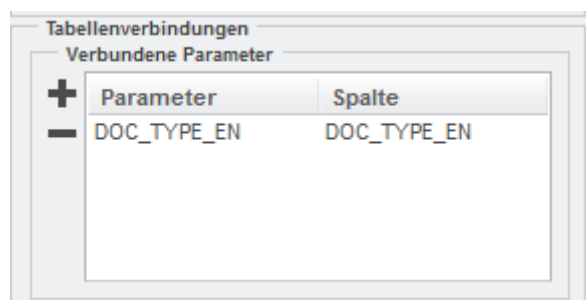 Tabellenverbindungen
Verbundene Parameter
Parameter Spalte
DOC_TYPE_EN DOC_TYPE_EN